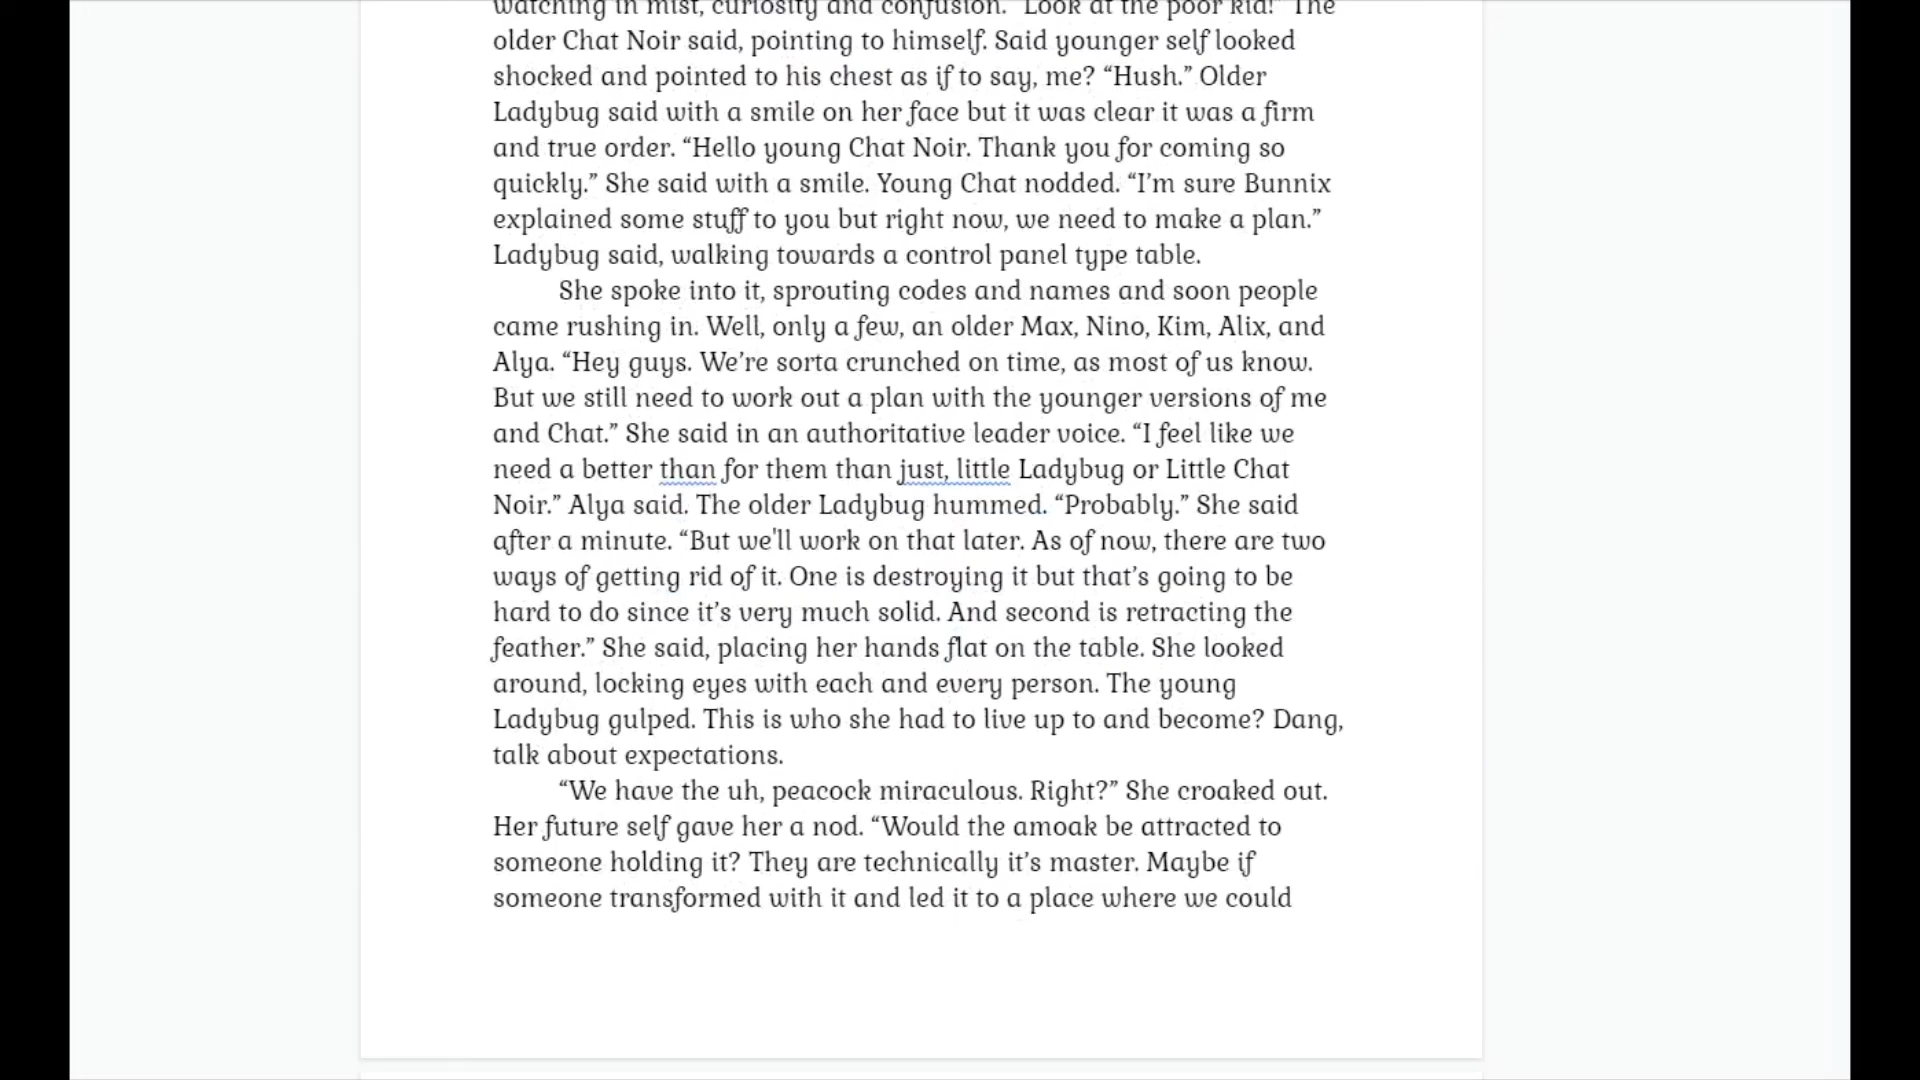 watching in mist, curiosity and confusion. “Look at the poor kid!” The
older Chat Noir said, pointing to himself. Said younger self looked
shocked and pointed to his chest as if to say, me? “Hush.” Older
Ladybug said with a smile on her face but it was clear it was a firm
and true order. “Hello young Chat Noir. Thank you for coming so
quickly.” She said with a smile. Young Chat nodded. “I’m sure Bunnix
explained some stuff to you but right now, we need to make a plan.”
Ladybug said, walking towards a control panel type table.
She spoke into it, sprouting codes and names and soon people
came rushing in. Well, only a few, an older Max, Nino, Kim, Alix, and
Alya. “Hey guys. We’re sorta crunched on time, as most of us know.
But we still need to work out a plan with the younger versions of me
and Chat.” She said in an authoritative leader voice. “I feel like we
need a better than for them than just, little Ladybug or Little Chat
Noir.” Alya said. The older Ladybug hummed. “Probably.” She said
after a minute. “But we'll work on that later. As of now, there are two
ways of getting rid of it. One is destroying it but that’s going to be
hard to do since it’s very much solid. And second is retracting the
feather.” She said, placing her hands flat on the table. She looked
around, locking eyes with each and every person. The young
Ladybug gulped. This is who she had to live up to and become? Dang,
talk about expectations.
“We have the uh, peacock miraculous. Right?” She croaked out.
Her future self gave her a nod. “Would the amoak be attracted to
someone holding it? They are technically it’s master. Maybe if
someone transformed with it and led it to a place where we could